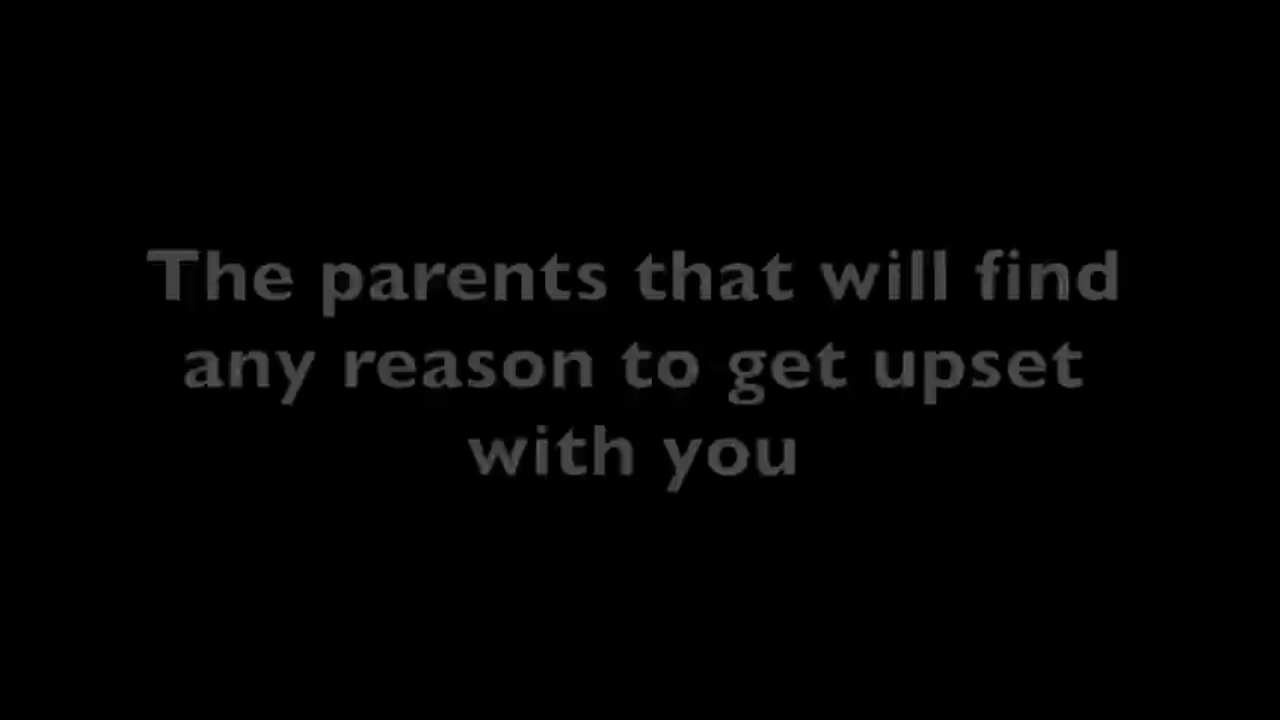 The parents that will find
any reason to get upset
with you